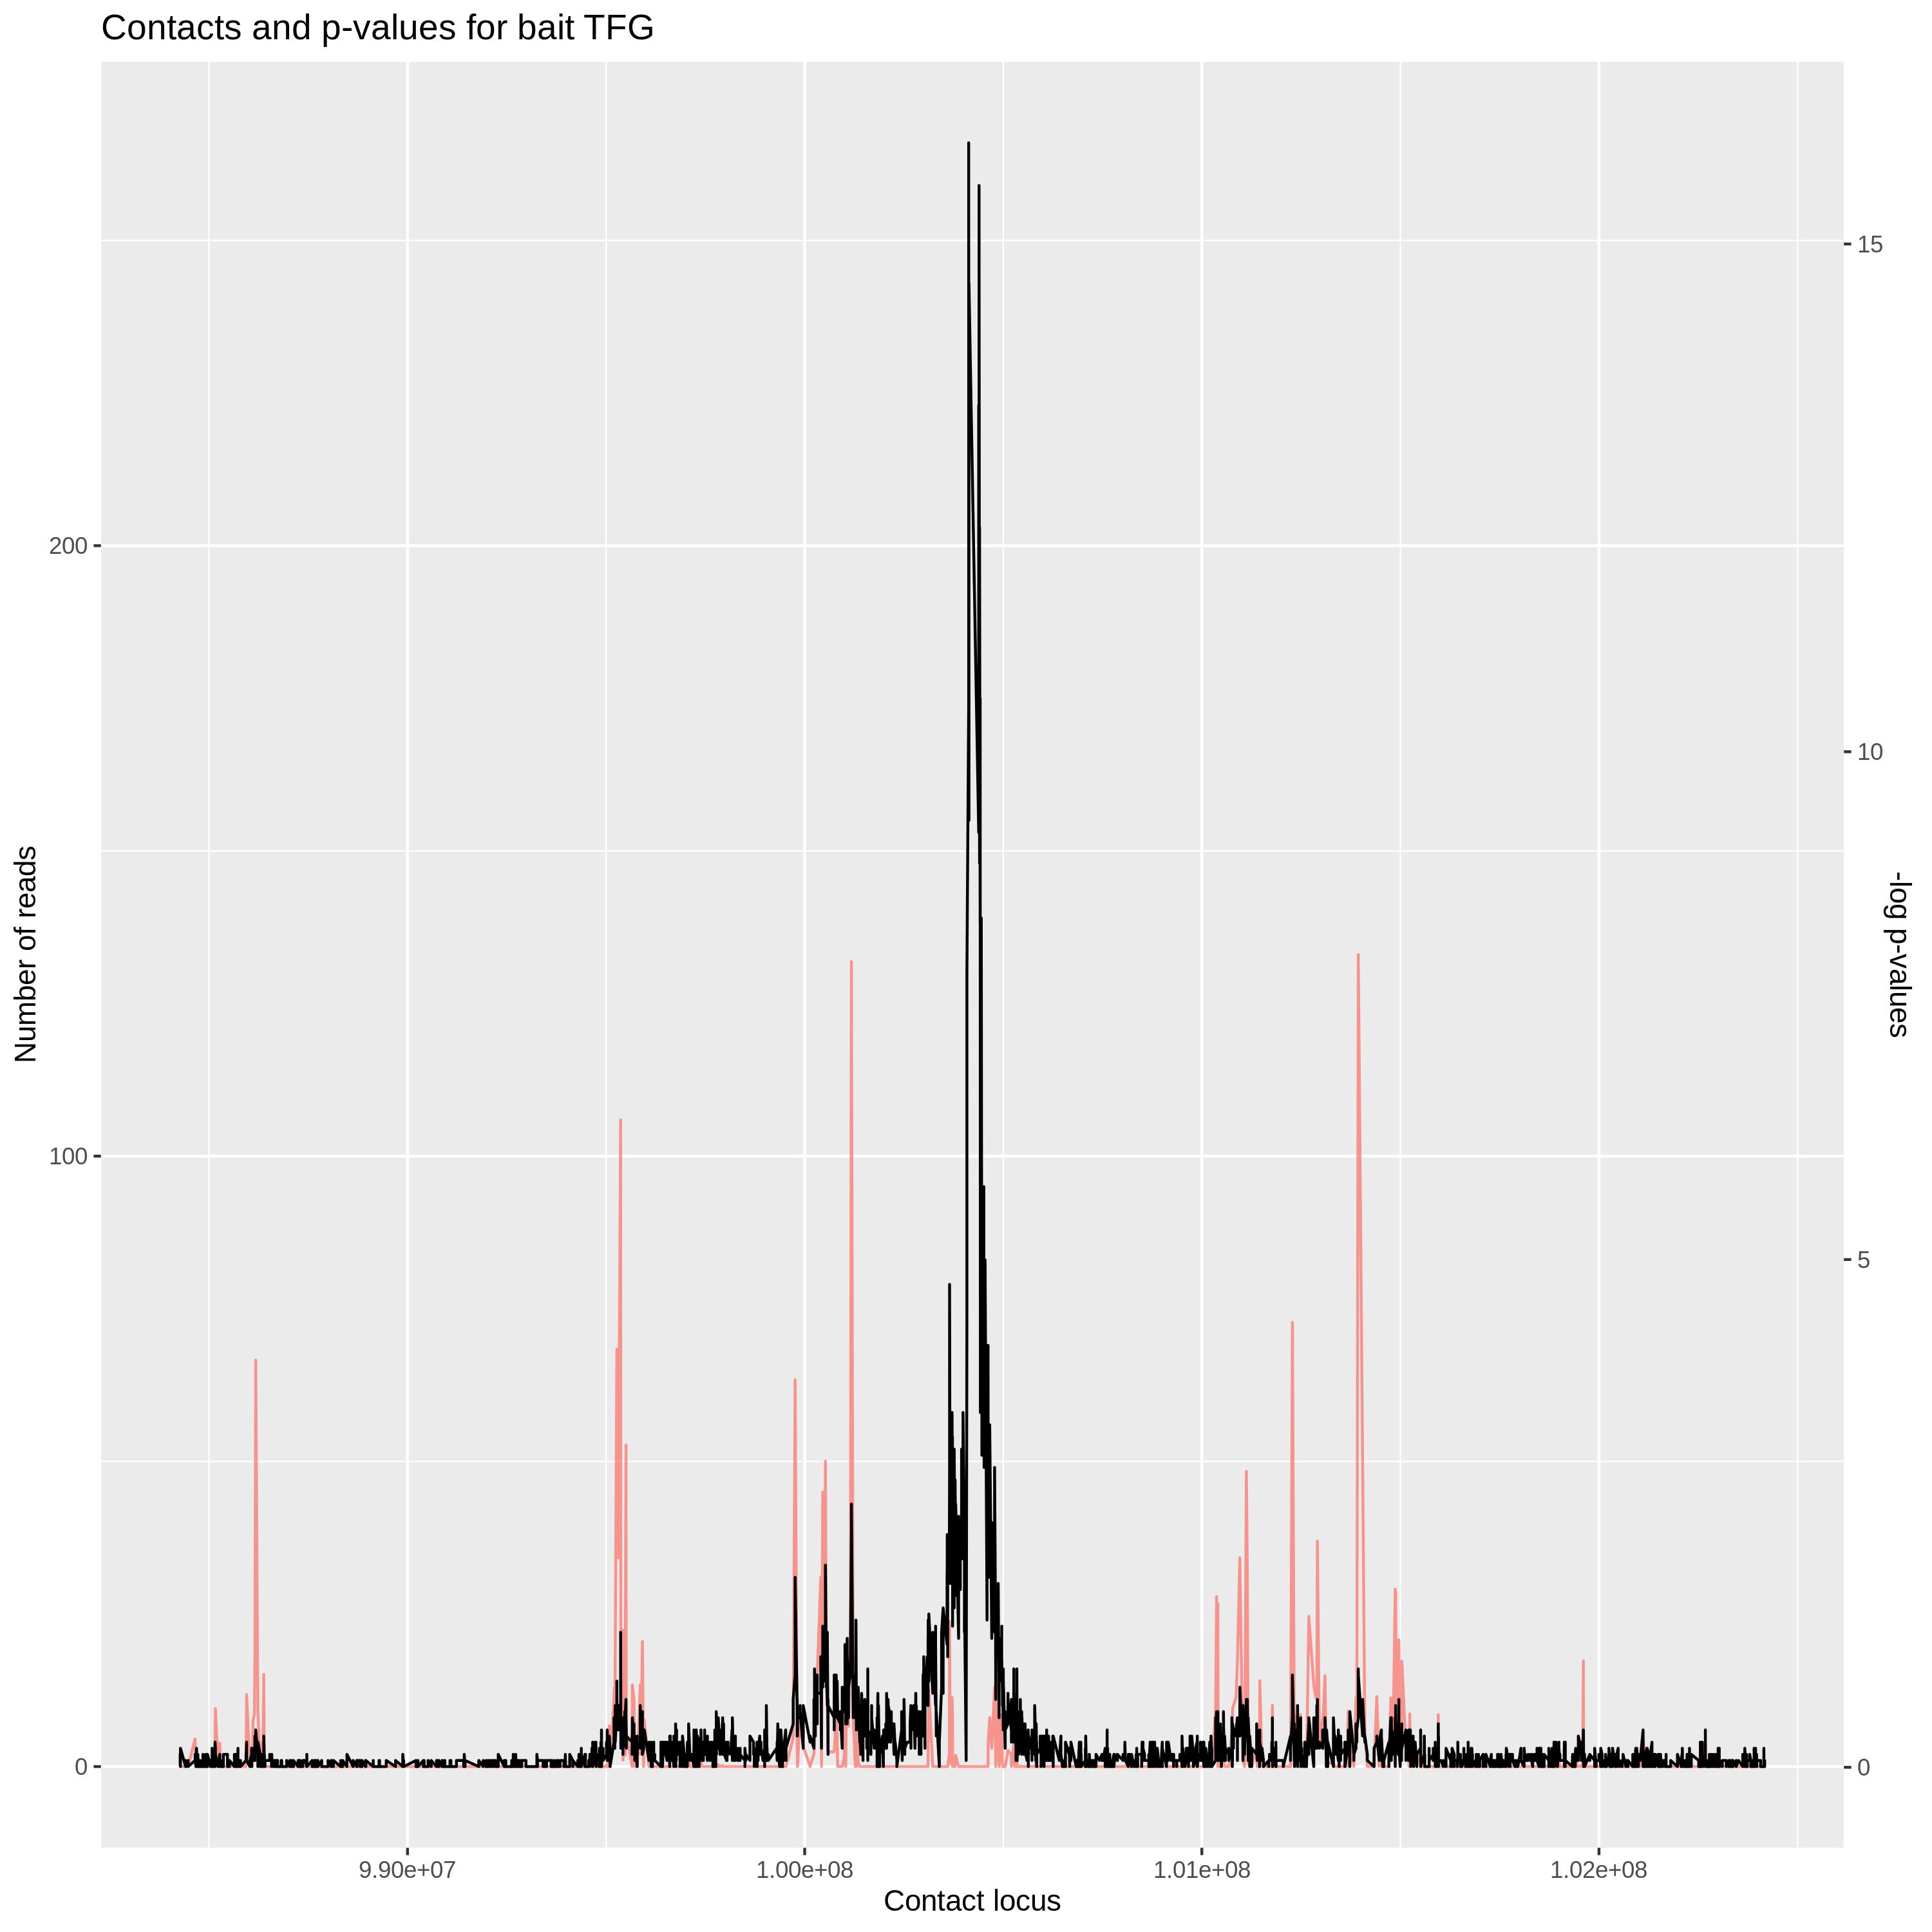 Contacts and p-values for bait TFG
Number of reads
200
100
0
15
10
5
0
-log p-values
9.90e+07
1.00e+08
1.01e+08
1.02e+08
Contact locus